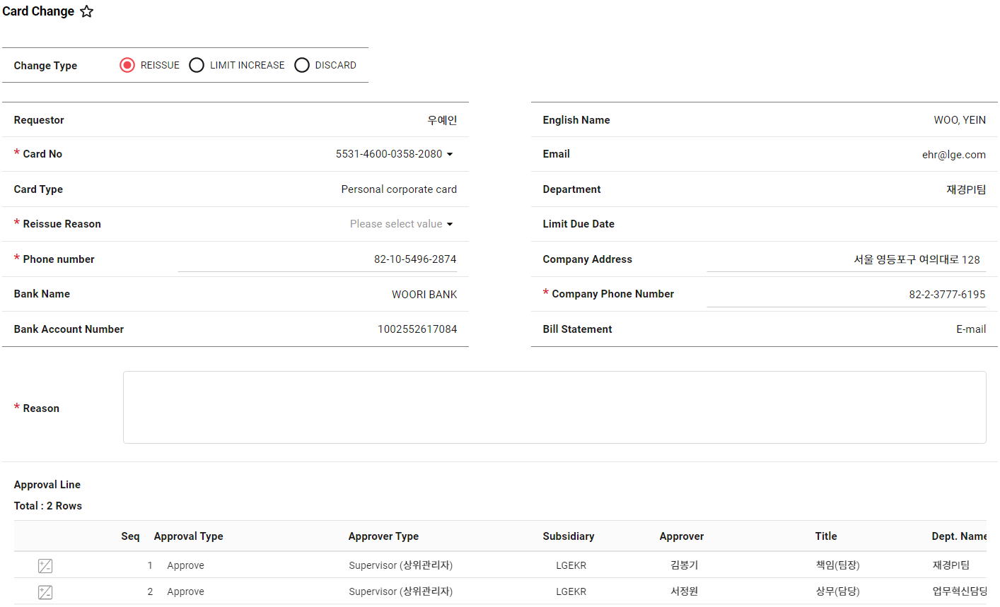 Card Change
Change Type REISSUE LIMIT INCREASE DISCARD
Requestor 우예인
* Card No 5531-4600-0358-2080
Card Type Personal corporate card
* Reissue Reason Please select value
* Phone number 82-10-5496-2874
Bank Name WOORI BANK
Bank Account Number 1002552617084
English Name WOO, YEIN
Email ehr@lge.com
Department 재경PI팀
Limit Due Date
Company Address 서울 영등포구 여의대로 128
* Company Phone Number 82-2-3777-6195
Bill Statement E-mail
* Reason
Approval Line
Total : 2 Rows
Seq Approval Type Approver Type Subsidiary Approver Title Dept. Name
1 Approve Supervisor (상위관리자) LGEKR 김봉기 책임(팀장) 재경PI팀
2 Approve Supervisor (상위관리자) LGEKR 서정원 상무(담당) 업무혁신담당